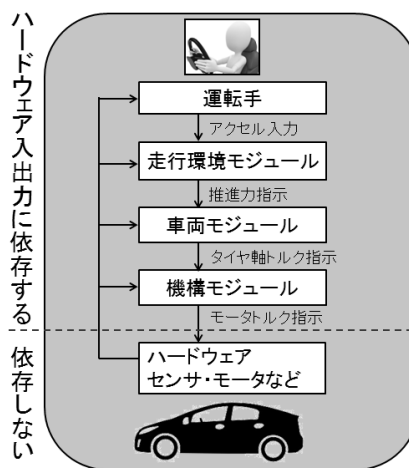 ハードウェア入出力に依存する
依存しない
運転手
アクセル入力
走行環境モジュール
推進力指示
車両モジュール
タイヤ軸トルク指示
機構モジュール
モータトルク指示
ハードウェア
センサ・モータなど